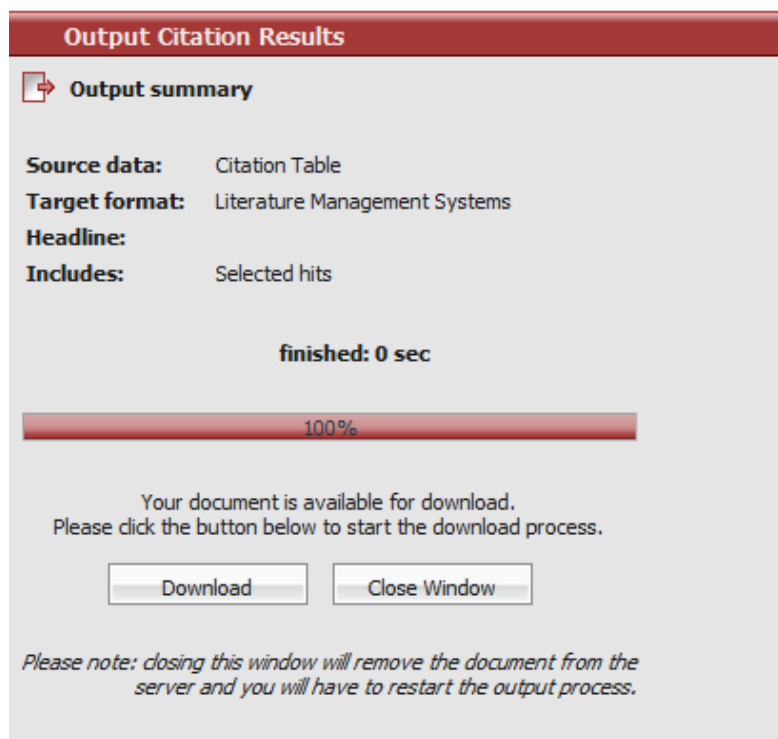 Output Citation Results
Output summary
Source data: Citation Table
Target format: Literature Management Systems
Headline:
Includes: Selected hits
finished: 0 sec
100%
Your document is available for download.
Please click the button below to start the download process.
Download Close Window
Please note: closing this window will remove the document from the
server and you will have to restart the output process.